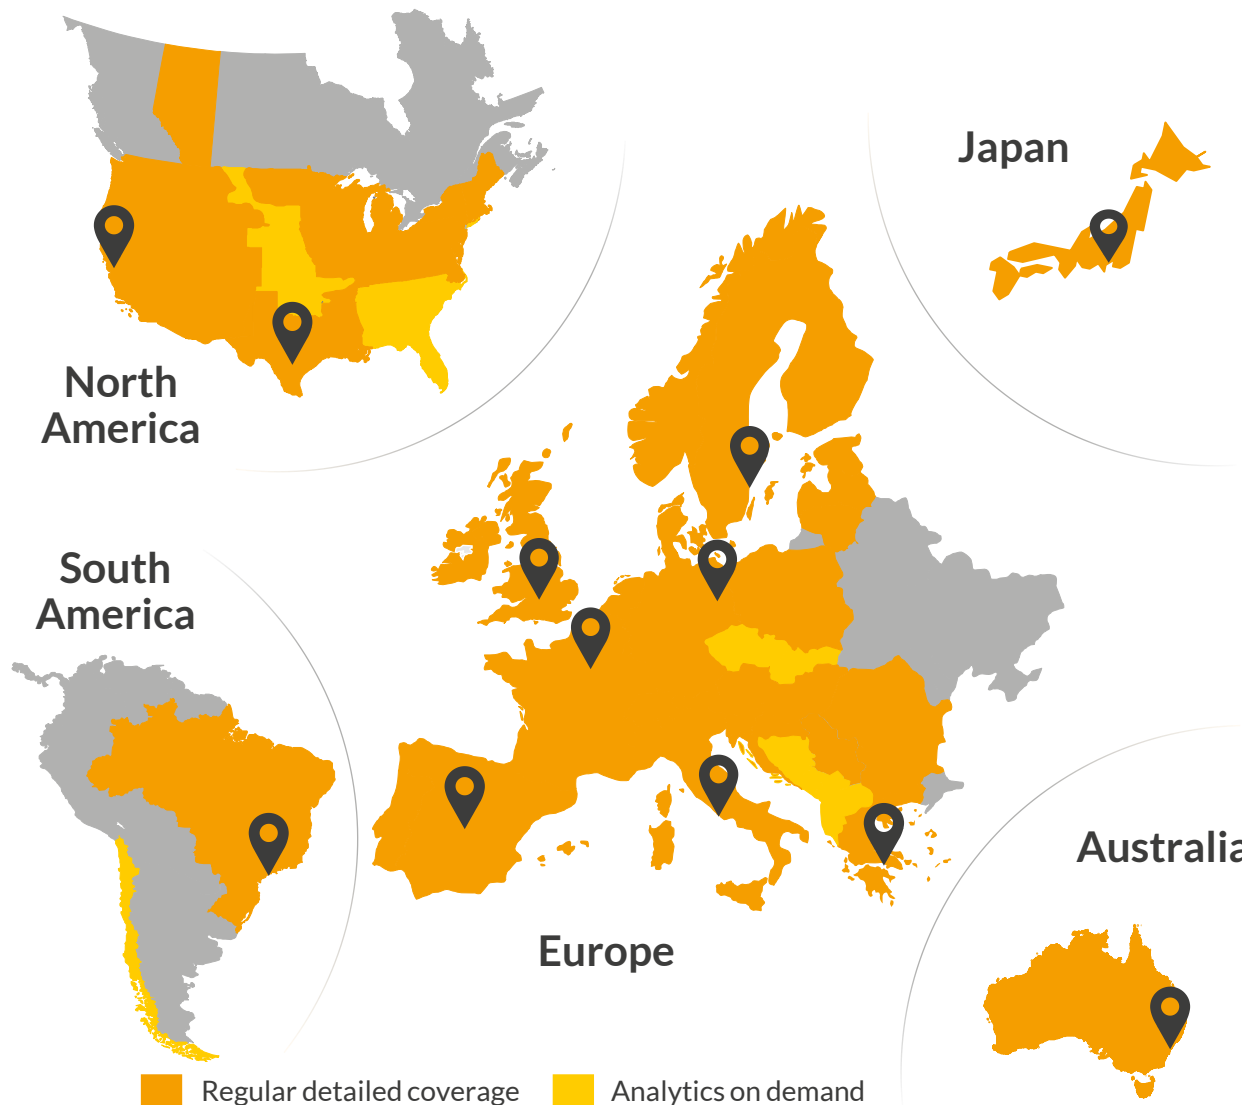 Japan
North
America
South
America
Australia
Europe
Regular detailed coverage
Analytics on demand